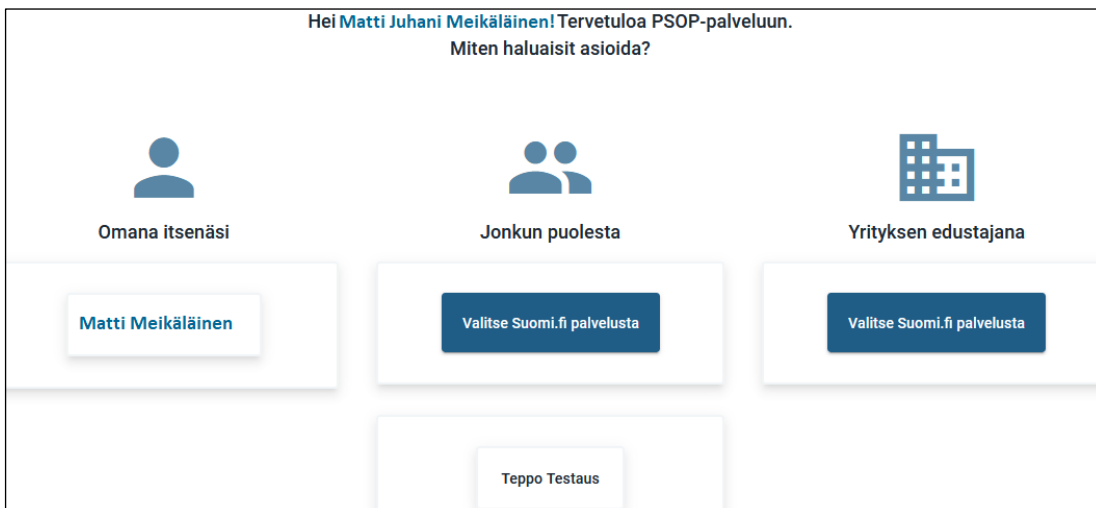 Hei Matti Juhani Meikäläinen! Tervetuloa PSOP-palveluun.
Miten haluaisit asioida?
Omana itsenäsi
Jonkun puolesta
Yrityksen edustajana
Matti Meikäläinen
Valitse Suomi.fi palvelusta
Valitse Suomi.fi palvelusta
Teppo Testaus